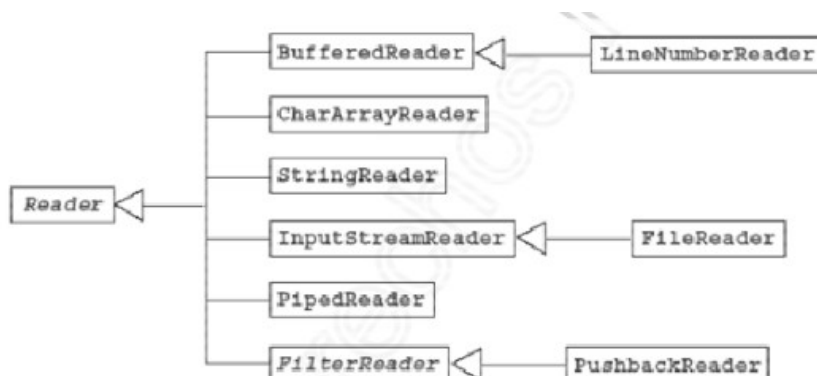 BufferedReader
LineNumberReader
CharArrayReader
StringReader
Reader
InputStreamReader
FileReader
PipedReader
FilterReader
PushbackReader